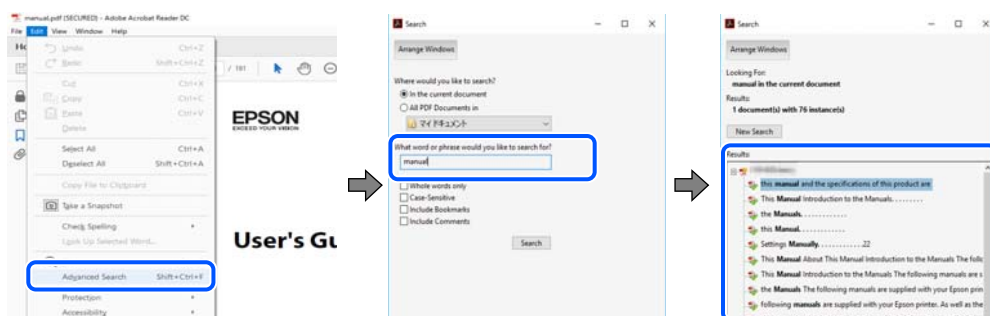 manual.pdf (SECURED) - Adobe Acrobat Reader DC
File Edit View Window Help
Undo Ctrl+Z
Redo Shift+Ctrl+Z
Cut Ctrl+X
Copy Ctrl+C
Paste Ctrl+V
Delete
Select All Ctrl+A
Deselect All Shift+Ctrl+A
Copy File to Clipboard
Take a Snapshot
Check Spelling
Look Up Selected Word...
Advanced Search Shift+Ctrl+F
Protection
Accessibility
/ 181
EPSON
EXCEED YOUR VISION
User's Gu
Search
Arrange Windows
Where would you like to search?
In the current document
All PDF Documents in
マイ ドキュメント
What word or phrase would you like to search for?
manual
Whole words only
Case-Sensitive
Include Bookmarks
Include Comments
Search
Search
Arrange Windows
Looking For:
manual in the current document
Results:
1 document(s) with 76 instance(s)
New Search
Results:
this manual and the specifications of this product are
This Manual Introduction to the Manuals. . . . . . . . .
the Manuals. . . . . . . . . . . . .
this Manual. . . . . . . . . . . . .
Settings Manually. . . . . . . . . . . . .22
This Manual About This Manual Introduction to the Manuals The follo
This Manual Introduction to the Manuals The following manuals are s
the Manuals The following manuals are supplied with your Epson prin
following manuals are supplied with your Epson printer. As well as the